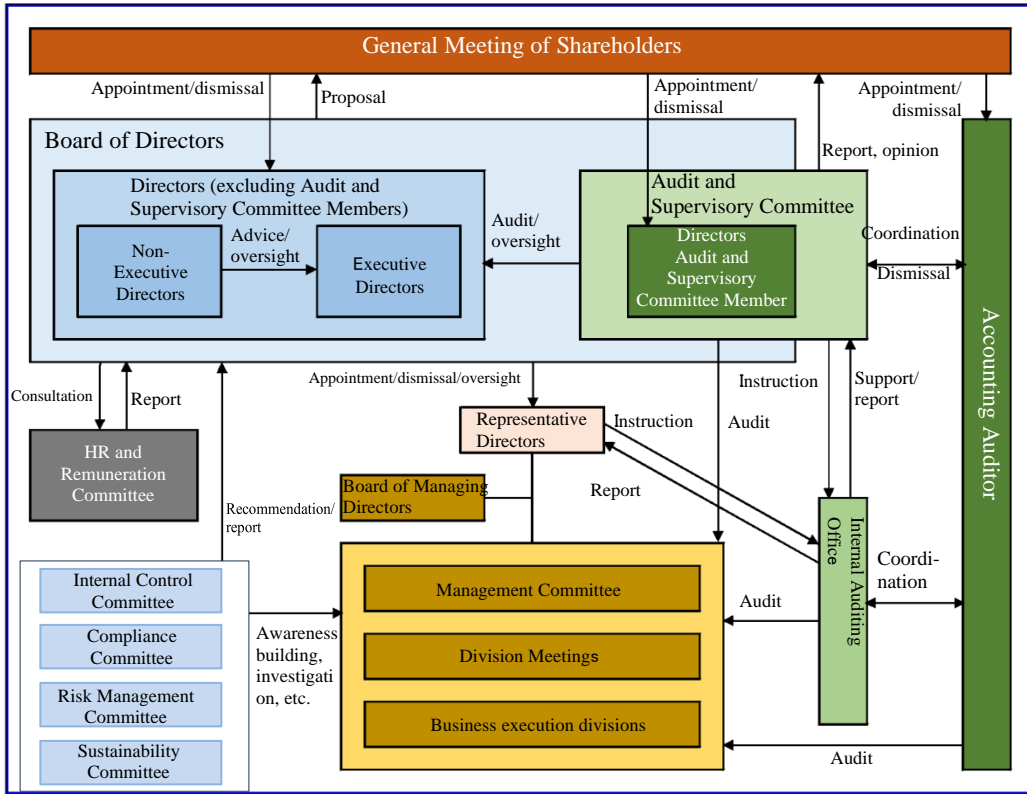 General Meeting of Shareholders
Appointment/dismissal
Proposal
Appointment/
dismissal
Appointment/
dismissal
Board of Directors
Report, opinion
Directors (excluding Audit and
Supervisory Committee Members)
Audit and
Supervisory Committee
Non-
Executive
Directors
Advice/
oversight
Executive
Directors
Audit/
oversight
Directors
Audit and
Supervisory
Committee Member
Coordination
Dismissal
Accounting Auditor
Consultation
Report
Appointment/dismissal/oversight
Instruction
Support/
report
HR and
Remuneration
Committee
Representative
Directors
Instruction
Audit
Report
Board of Managing
Directors
Recommendation/
report
Internal Auditing
Office
Coordi-
nation
Internal Control
Committee
Compliance
Committee
Risk Management
Committee
Sustainability
Committee
Awareness
building,
investigati
on, etc.
Management Committee
Division Meetings
Business execution divisions
Audit
Audit